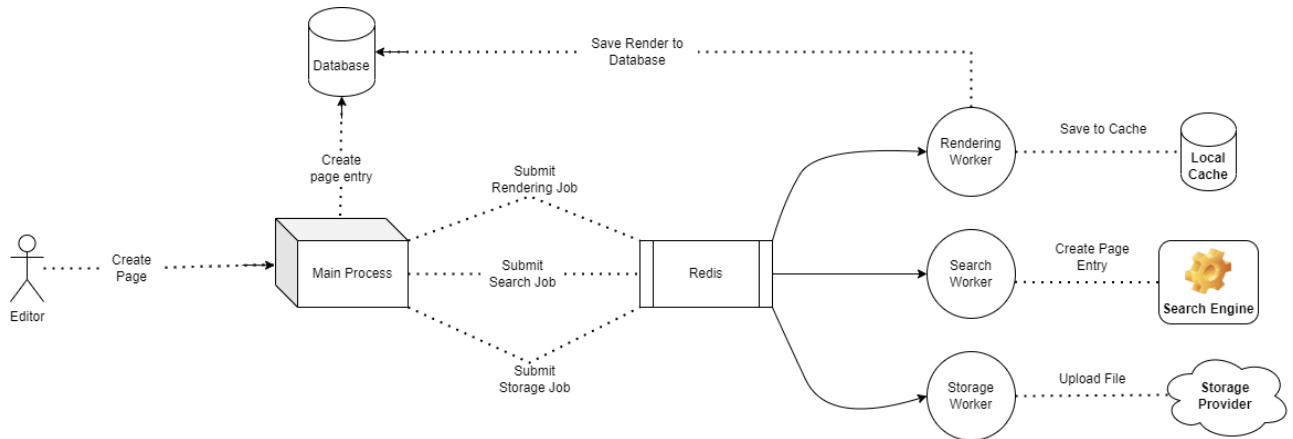 Save Render to
Database
Database
Rendering
Worker
Save to Cache
Local
Cache
Create
page entry
Submit
Rendering Job
Editor
Create
Page
Main Process
Submit
Search Job
Redis
Search
Worker
Create Page
Entry
Search Engine
Submit
Storage Job
Storage
Worker
Upload File
Storage
Provider